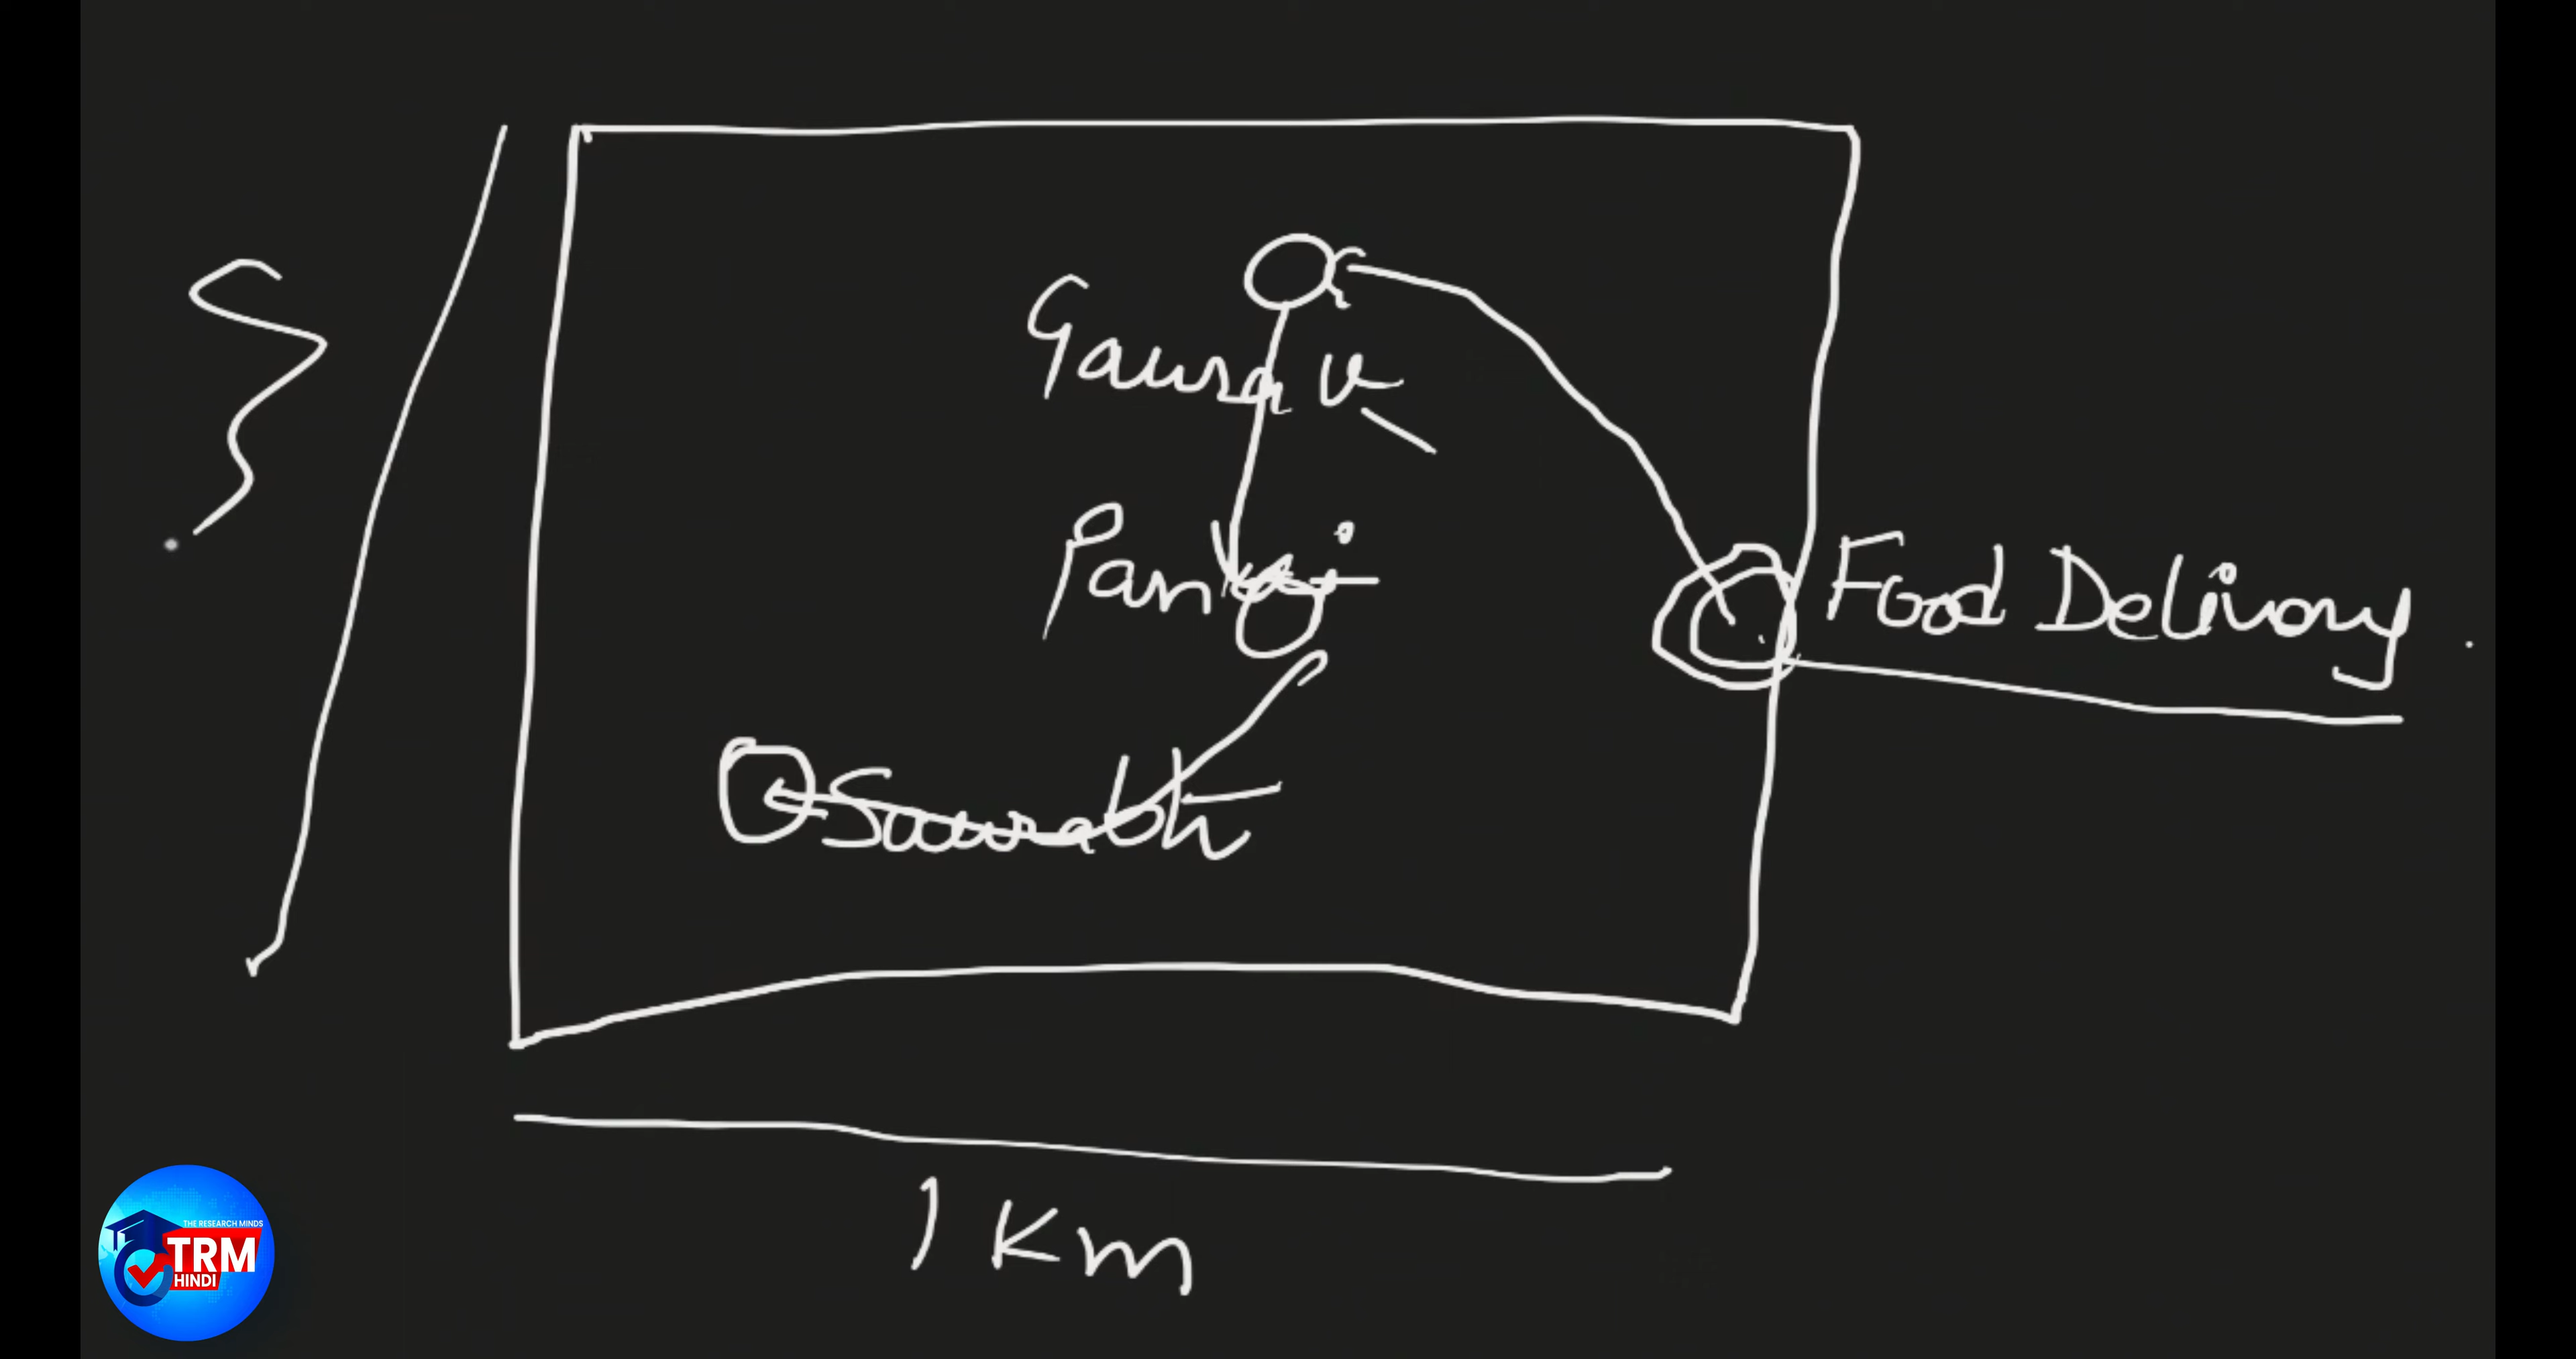 Gaurav
Pankaj
Food Delivery
Saurabh
1 Km
THE RESEARCH MINDS
TRM
HINDI